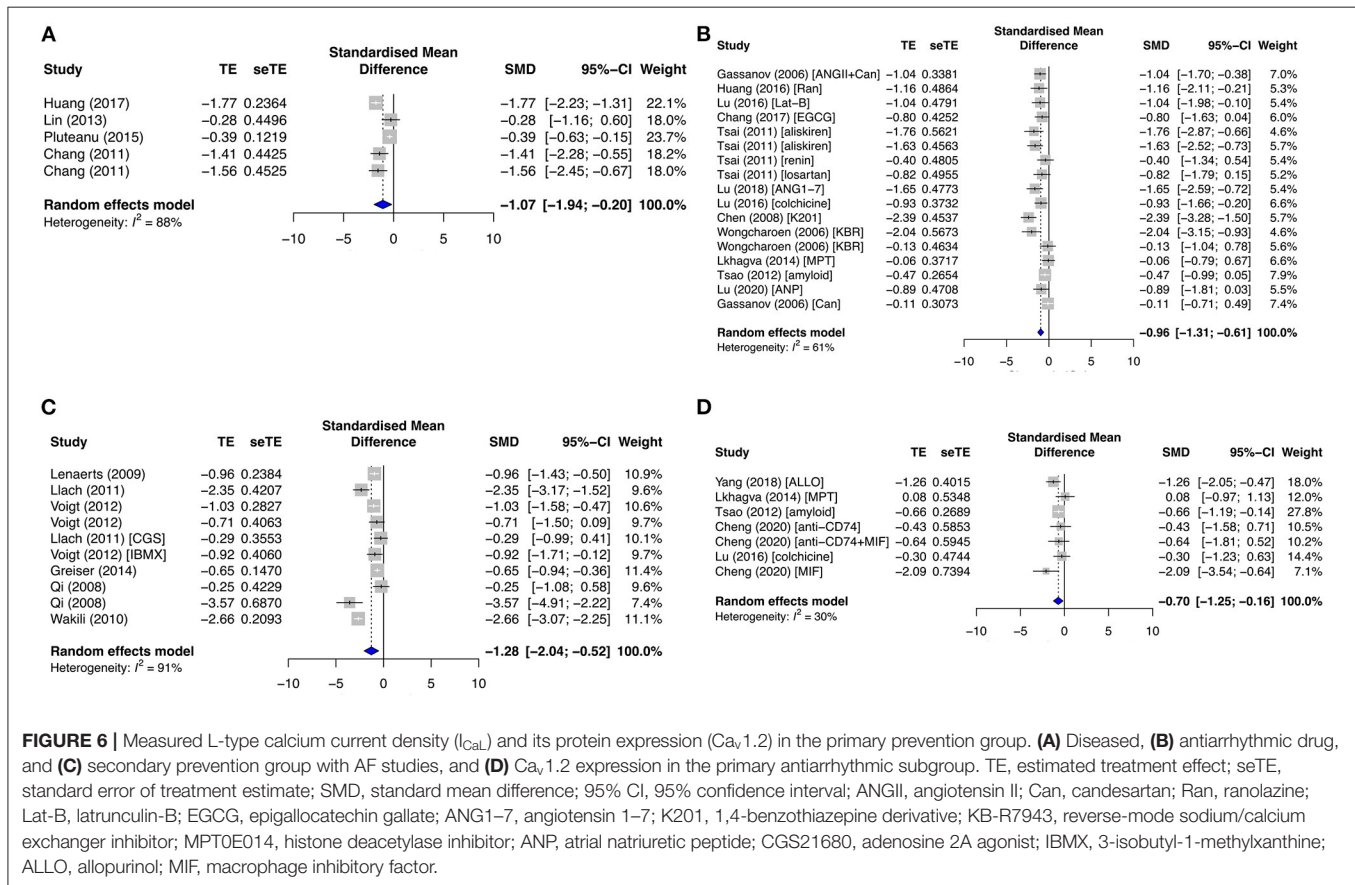 A
Standardised Mean
Study TE seTE Difference SMD 95%−CI Weight
Huang (2017) −1.77 0.2364 −1.77 [−2.23; −1.31] 22.1%
Lin (2013) −0.28 0.4496 −0.28 [−1.16; 0.60] 18.0%
Pluteanu (2015) −0.39 0.1219 −0.39 [−0.63; −0.15] 23.7%
Chang (2011) −1.41 0.4425 −1.41 [−2.28; −0.55] 18.2%
Chang (2011) −1.56 0.4525 −1.56 [−2.45; −0.67] 18.0%
Random effects model −1.07 [−1.94; −0.20] 100.0%
Heterogeneity: I² = 88%
−10 −5 0 5 10
B
Standardised Mean
Study TE seTE Difference SMD 95%−CI Weight
Gassanov (2006) [ANGII+Can] −1.04 0.3381 −1.04 [−1.70; −0.38] 7.0%
Huang (2016) [Ran] −1.16 0.4864 −1.16 [−2.11; −0.21] 5.3%
Lu (2016) [Lat−B] −1.04 0.4791 −1.04 [−1.98; −0.10] 5.4%
Chang (2017) [EGCG] −0.80 0.4252 −0.80 [−1.63; 0.04] 6.0%
Tsai (2011) [aliskiren] −1.76 0.5621 −1.76 [−2.87; −0.66] 4.6%
Tsai (2011) [aliskiren] −1.63 0.4563 −1.63 [−2.52; −0.73] 5.7%
Tsai (2011) [renin] −0.40 0.4805 −0.40 [−1.34; 0.54] 5.4%
Tsai (2011) [losartan] −0.82 0.4955 −0.82 [−1.79; 0.15] 5.2%
Lu (2018) [ANG1−7] −1.65 0.4773 −1.65 [−2.59; −0.72] 5.4%
Lu (2016) [colchicine] −0.93 0.3732 −0.93 [−1.66; −0.20] 6.6%
Chen (2008) [K201] −2.39 0.4537 −2.39 [−3.28; −1.50] 5.7%
Wongcharoen (2006) [KBR] −2.04 0.5673 −2.04 [−3.15; −0.93] 4.6%
Wongcharoen (2006) [KBR] −0.13 0.4634 −0.13 [−1.04; 0.78] 5.6%
Lkhagva (2014) [MPT] −0.06 0.3717 −0.06 [−0.79; 0.67] 6.6%
Tsao (2012) [amyloid] −0.47 0.2654 −0.47 [−0.99; 0.05] 7.9%
Lu (2020) [ANP] −0.89 0.4708 −0.89 [−1.81; 0.03] 5.5%
Gassanov (2006) [Can] −0.11 0.3073 −0.11 [−0.71; 0.49] 7.4%
Random effects model −0.96 [−1.31; −0.61] 100.0%
Heterogeneity: I² = 61%
−10 −5 0 5 10
C
Standardised Mean
Study TE seTE Difference SMD 95%−CI Weight
Lenaerts (2009) −0.96 0.2384 −0.96 [−1.43; −0.50] 10.9%
Llach (2011) −2.35 0.4207 −2.35 [−3.17; −1.52] 9.6%
Voigt (2012) −1.03 0.2827 −1.03 [−1.58; −0.47] 10.6%
Voigt (2012) −0.71 0.4063 −0.71 [−1.50; 0.09] 9.7%
Llach (2011) [CGS] −0.29 0.3553 −0.29 [−0.99; 0.41] 10.1%
Voigt (2012) [IBMX] −0.92 0.4060 −0.92 [−1.71; −0.12] 9.7%
Greiser (2014) −0.65 0.1470 −0.65 [−0.94; −0.36] 11.4%
Qi (2008) −0.25 0.4229 −0.25 [−1.08; 0.58] 9.6%
Qi (2008) −3.57 0.6870 −3.57 [−4.91; −2.22] 7.4%
Wakili (2010) −2.66 0.2093 −2.66 [−3.07; −2.25] 11.1%
Random effects model −1.28 [−2.04; −0.52] 100.0%
Heterogeneity: I² = 91%
−10 −5 0 5 10
D
Standardised Mean
Study TE seTE Difference SMD 95%−CI Weight
Yang (2018) [ALLO] −1.26 0.4015 −1.26 [−2.05; −0.47] 18.0%
Lkhagva (2014) [MPT] 0.08 0.5348 0.08 [−0.97; 1.13] 12.0%
Tsao (2012) [amyloid] −0.66 0.2689 −0.66 [−1.19; −0.14] 27.8%
Cheng (2020) [anti−CD74] −0.43 0.5853 −0.43 [−1.58; 0.71] 10.5%
Cheng (2020) [anti−CD74+MIF] −0.64 0.5945 −0.64 [−1.81; 0.52] 10.2%
Lu (2016) [colchicine] −0.30 0.4744 −0.30 [−1.23; 0.63] 14.4%
Cheng (2020) [MIF] −2.09 0.7394 −2.09 [−3.54; −0.64] 7.1%
Random effects model −0.70 [−1.25; −0.16] 100.0%
Heterogeneity: I² = 30%
−10 −5 0 5 10
FIGURE 6 | Measured L-type calcium current density (ICaL) and its protein expression (Cav1.2) in the primary prevention group. (A) Diseased, (B) antiarrhythmic drug,
and (C) secondary prevention group with AF studies, and (D) Cav1.2 expression in the primary antiarrhythmic subgroup. TE, estimated treatment effect; seTE,
standard error of treatment estimate; SMD, standard mean difference; 95% CI, 95% confidence interval; ANGII, angiotensin II; Can, candesartan; Ran, ranolazine;
Lat-B, latrunculin-B; EGCG, epigallocatechin gallate; ANG1–7, angiotensin 1–7; K201, 1,4-benzothiazepine derivative; KB-R7943, reverse-mode sodium/calcium
exchanger inhibitor; MPT0E014, histone deacetylase inhibitor; ANP, atrial natriuretic peptide; CGS21680, adenosine 2A agonist; IBMX, 3-isobutyl-1-methylxanthine;
ALLO, allopurinol; MIF, macrophage inhibitory factor.